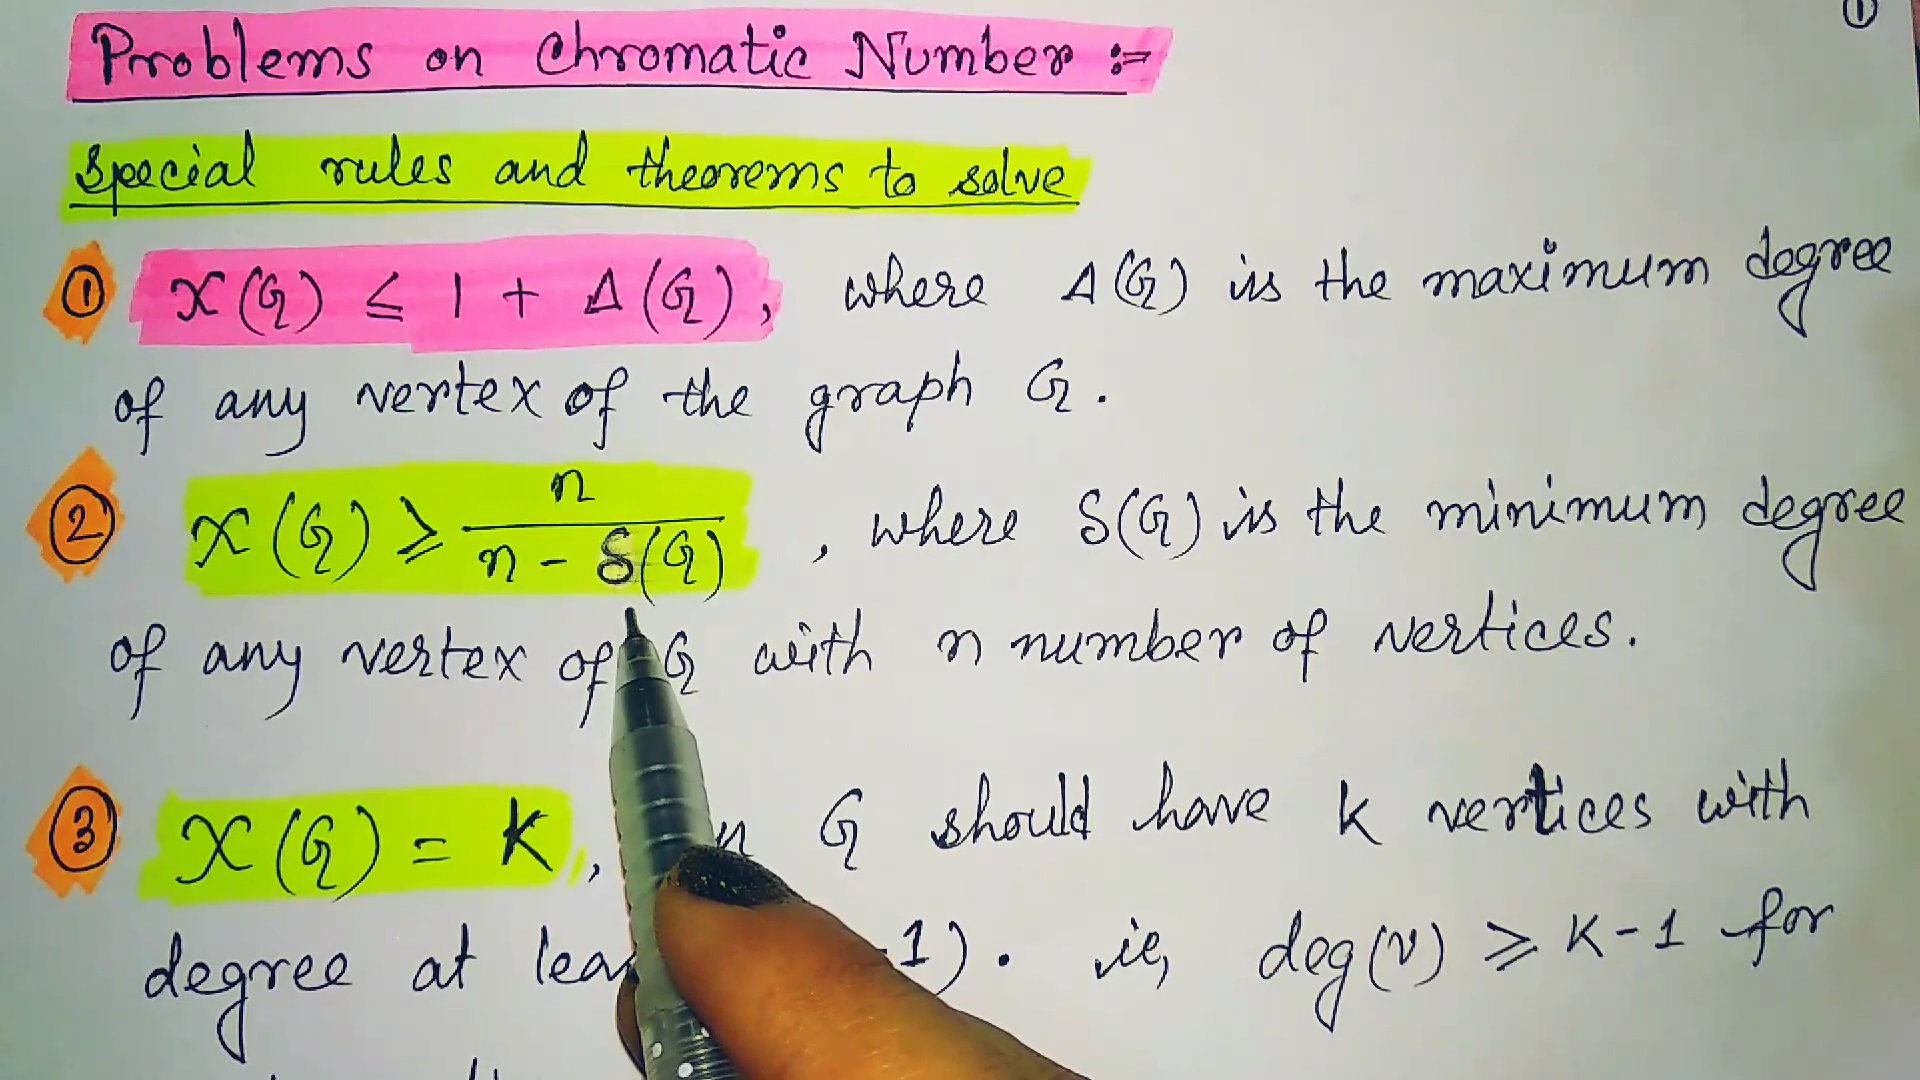 ①
Problems on Chromatic Number :-
Special rules and theorems to solve
① χ(G) ≤ 1 + Δ(G), where Δ(G) is the maximum degree
of any vertex of the graph G.
② χ(G) ≥ n / (n - δ(G)), where δ(G) is the minimum degree
of any vertex of G with n number of vertices.
③ χ(G) = K, G should have K vertices with
degree at -1). ie, deg(v) ≥ K-1 for